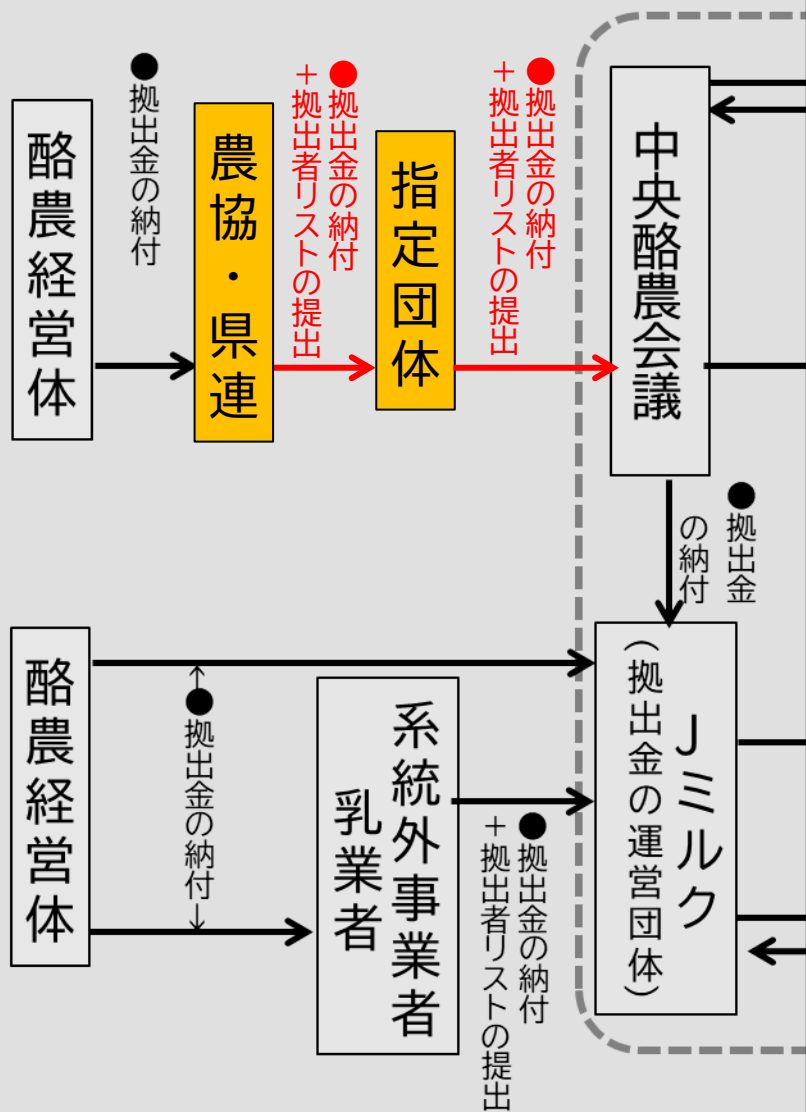 酪農経営体
●拠出金の納付
農協・県連
●拠出金の納付
＋拠出者リストの提出
指定団体
●拠出金の納付
＋拠出者リストの提出
中央酪農会議
●拠出金
の納付
酪農経営体
←●拠出金の納付→
系統外事業者
乳業者
●拠出金の納付
＋拠出者リストの提出
Jミルク
(拠出金の運営団体)